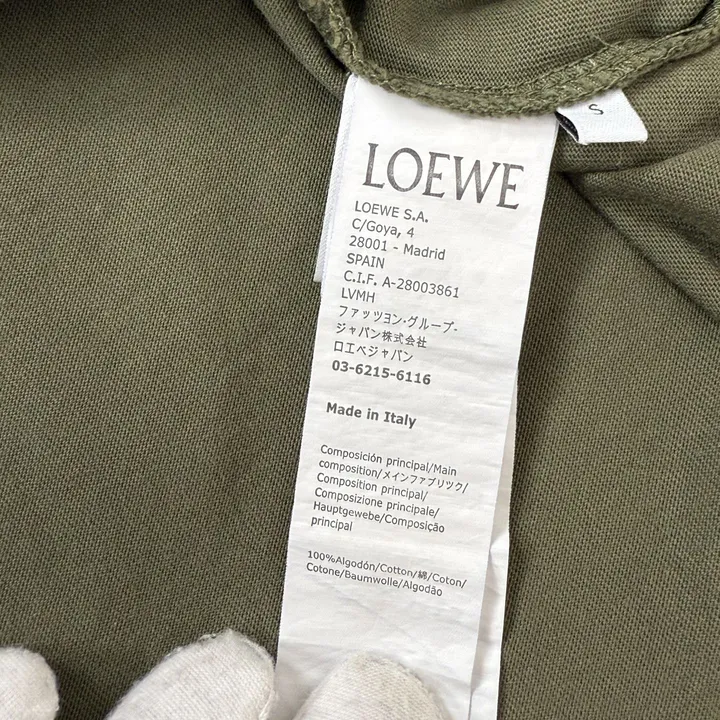 S
LOEWE
LOEWE S.A.
C/Goya, 4
28001 - Madrid
SPAIN
C.I.F. A-28003861
LVMH
ファッツヨン･グループ-
ジャパン株式会社
ロエベジャパン
03-6215-6116
Made in Italy
Composición principal/Main
composition/メインファブリック/
Composition principal/
Composizione principale/
Hauptgewebe/Composição
principal
100%Algodón/Cotton/綿/Coton/
Cotone/Baumwolle/Algodão